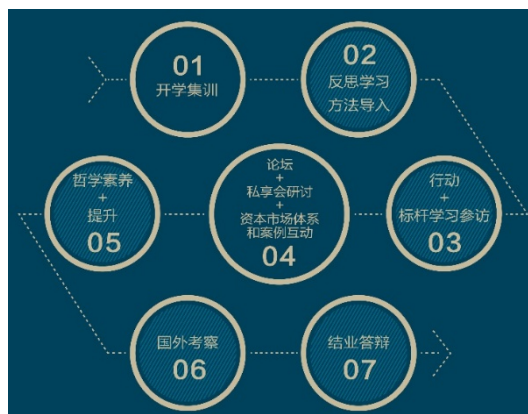 01
开学集训
02
反思学习
方法导入
行动
+
标杆学习参访
03
论坛
+
私享会研讨
+
资本市场体系
和案例互动
04
哲学素养
+
提升
05
国外考察
06
结业答辩
07